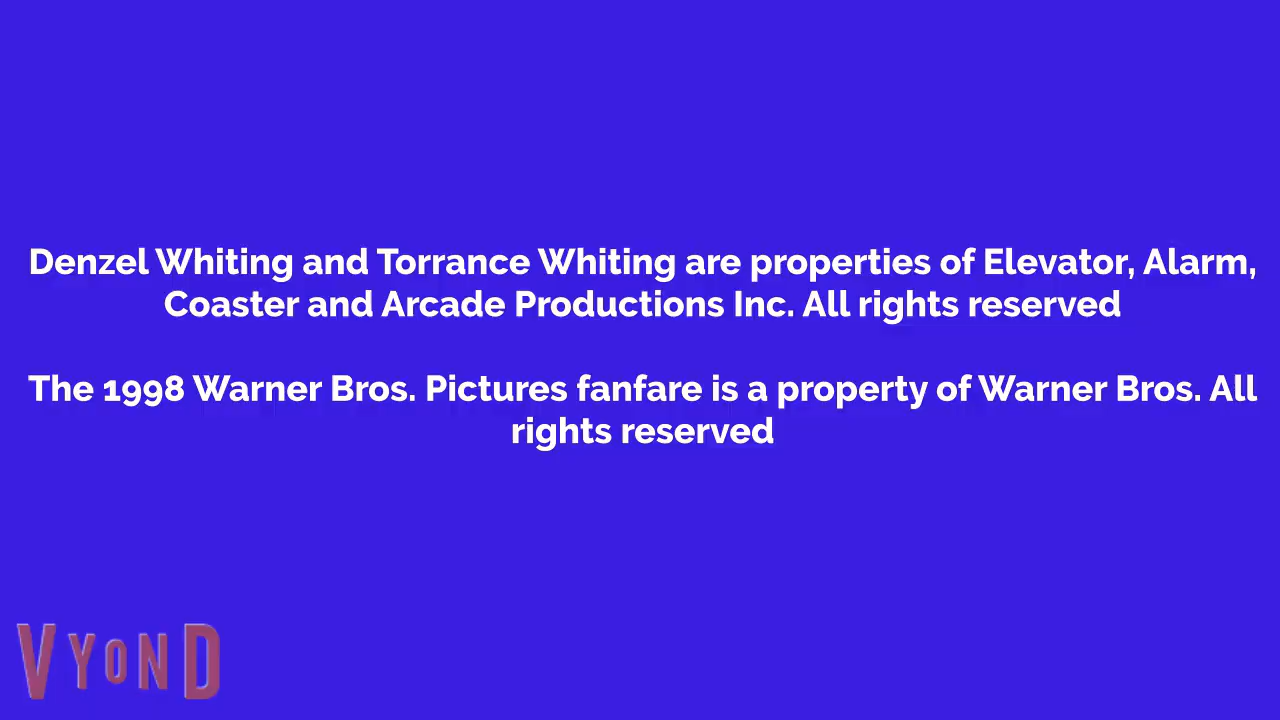 Denzel Whiting and Torrance Whiting are properties of Elevator, Alarm,
Coaster and Arcade Productions Inc. All rights reserved
The 1998 Warner Bros. Pictures fanfare is a property of Warner Bros. All
rights reserved
VYOND